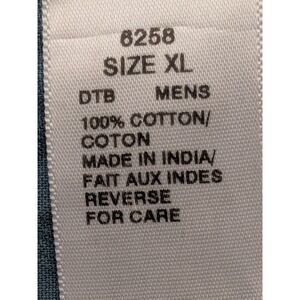 6258
SIZE XL
DTB MENS
100% COTTON/
COTON
MADE IN INDIA/
FAIT AUX INDES
REVERSE
FOR CARE